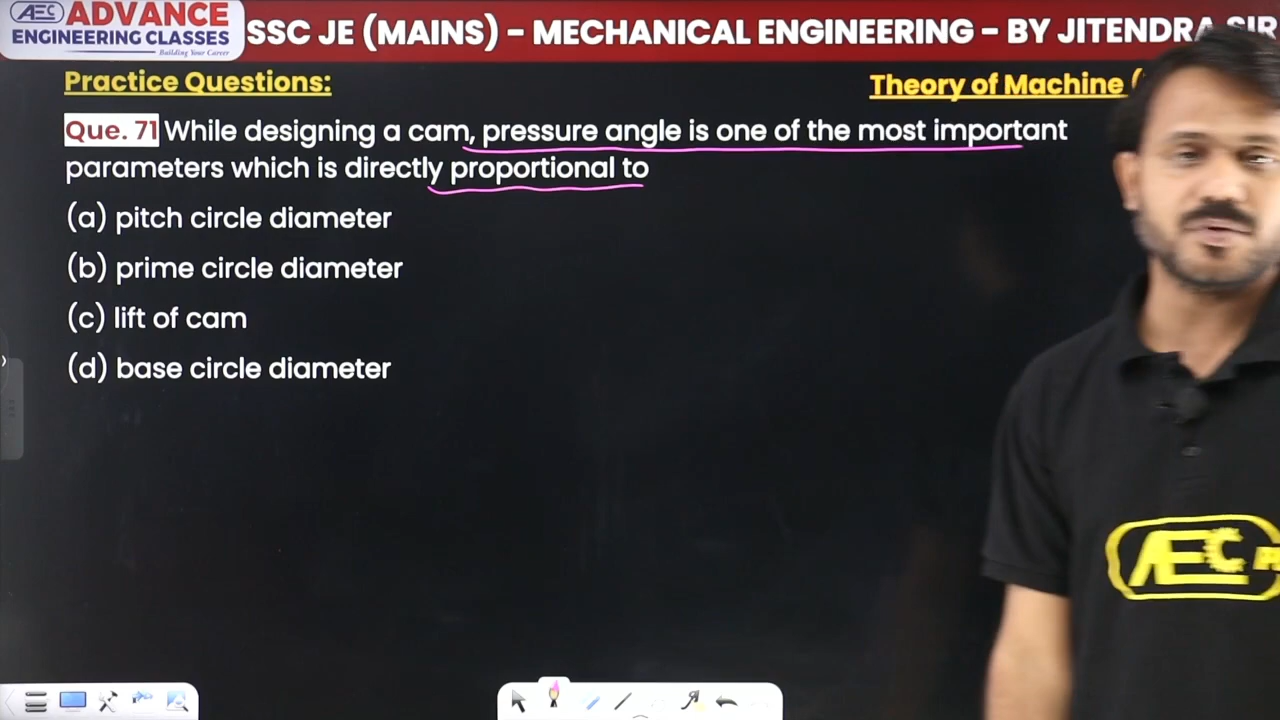 AEC ADVANCE
ENGINEERING CLASSES
Building Your Career
SSC JE (MAINS) – MECHANICAL ENGINEERING – BY JITENDRA SIR
Practice Questions:
Theory of Machine (
Que. 71 While designing a cam, pressure angle is one of the most important
parameters which is directly proportional to
(a) pitch circle diameter
(b) prime circle diameter
(c) lift of cam
(d) base circle diameter
AEC